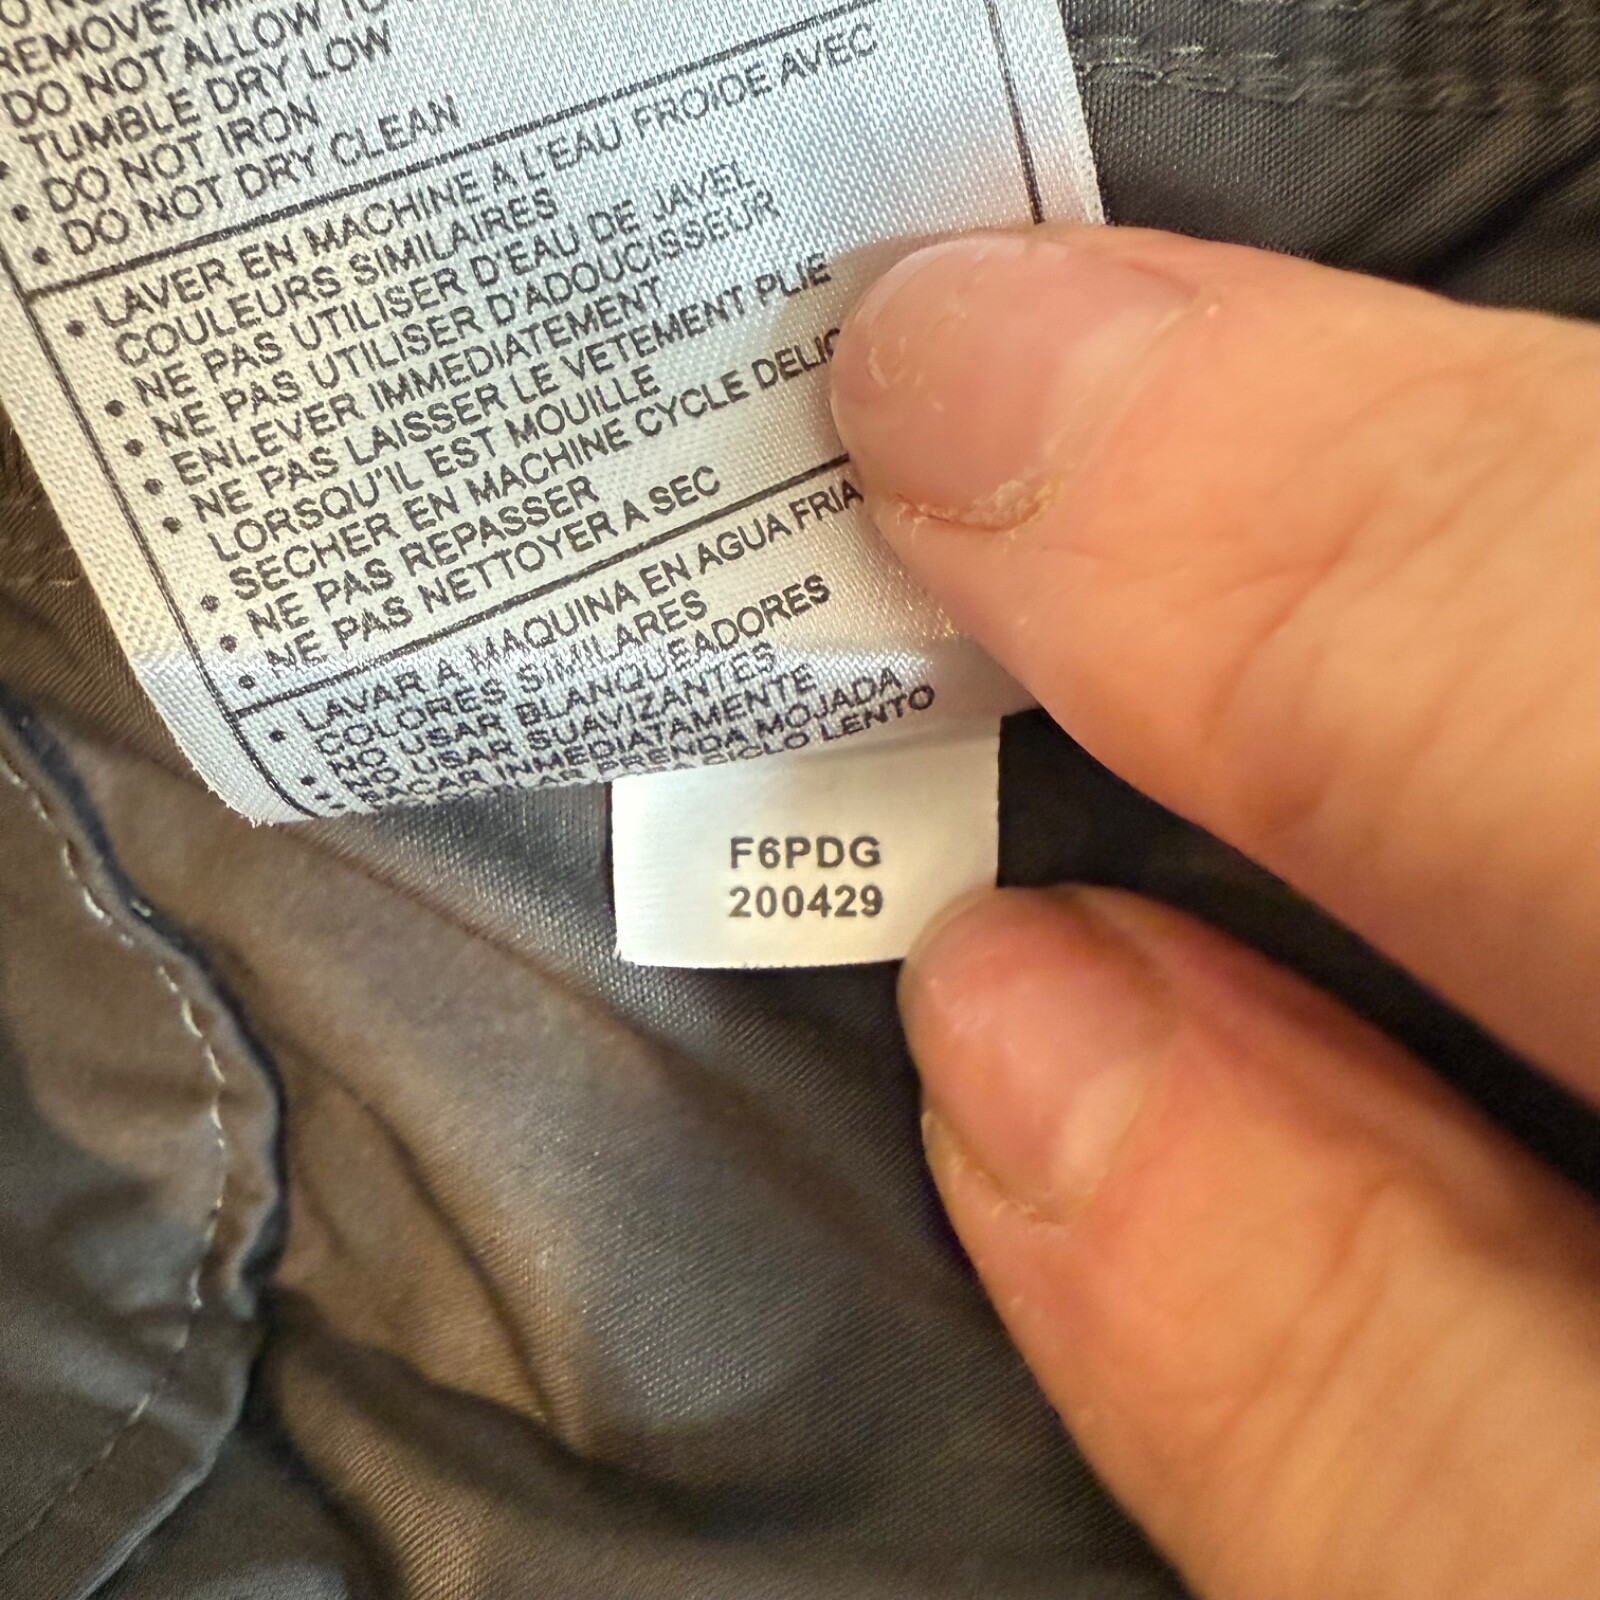 REMOVE
DO NOT ALLOW TO
• TUMBLE DRY LOW
• DO NOT IRON
• DO NOT DRY CLEAN
• LAVER EN MACHINE A L'EAU FROIDE AVEC
COULEURS SIMILAIRES
• NE PAS UTILISER D'EAU DE JAVEL
• NE PAS UTILISER D'ADOUCISSEUR
• ENLEVER IMMEDIATEMENT
• NE PAS LAISSER LE VETEMENT PLIE
LORSQU'IL EST MOUILLE
• SECHER EN MACHINE CYCLE
• NE PAS REPASSER
• NE PAS NETTOYER A SEC
• LAVAR A MAQUINA EN AGUA FRIA
COLORES SIMILARES
• NO USAR BLANQUEADORES
• NO USAR SUAVIZANTES
• SACAR INMEDIATAMENTE
PRENDA MOJADA
CICLO LENTO
F6PDG
200429